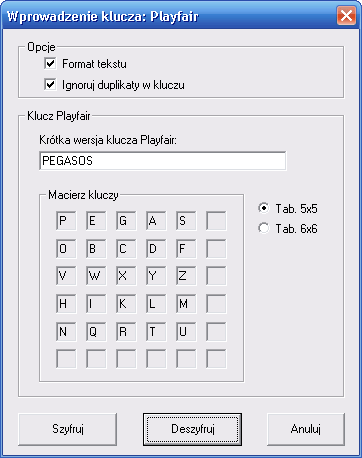 Wprowadzenie klucza: Playfair
Opcje
Format tekstu
Ignoruj duplikaty w kluczu
Klucz Playfair
Krótka wersja klucza Playfair:
PEGASOS
Macierz kluczy
P E G A S
O B C D F
V W X Y Z
H I K L M
N Q R T U
Tab. 5x5
Tab. 6x6
Szyfruj Deszyfruj Anuluj